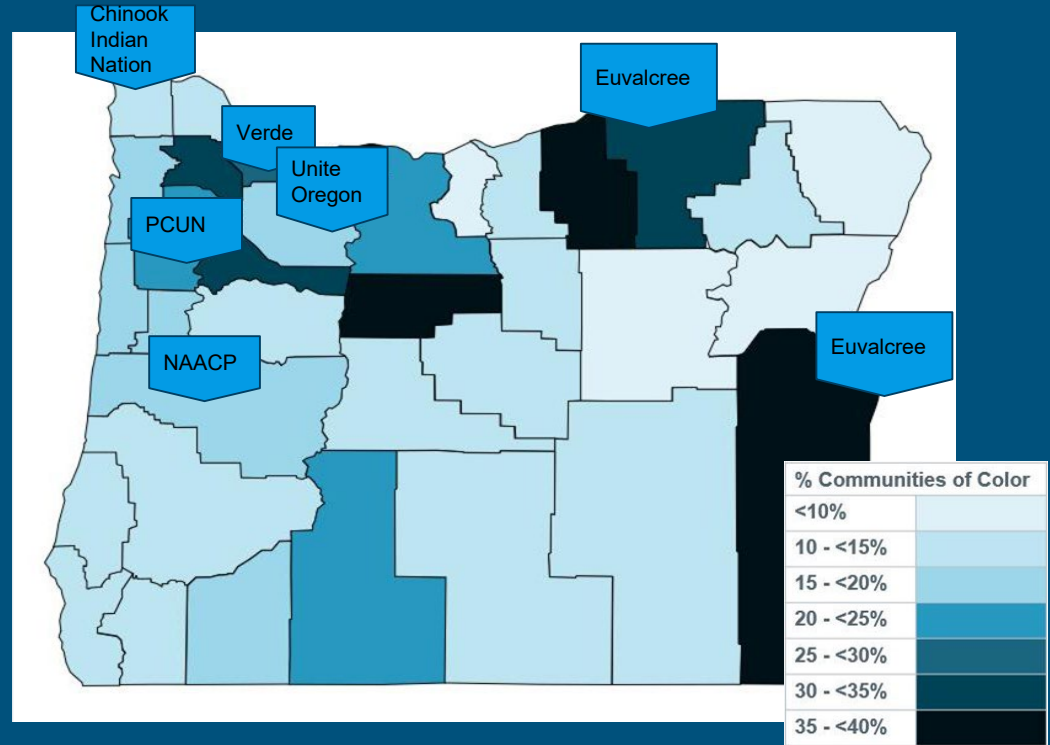 Chinook
Indian
Nation
Euvalcree
Verde
Unite
Oregon
PCUN
NAACP
Euvalcree
% Communities of Color
<10%
10 - <15%
15 - <20%
20 - <25%
25 - <30%
30 - <35%
35 - <40%